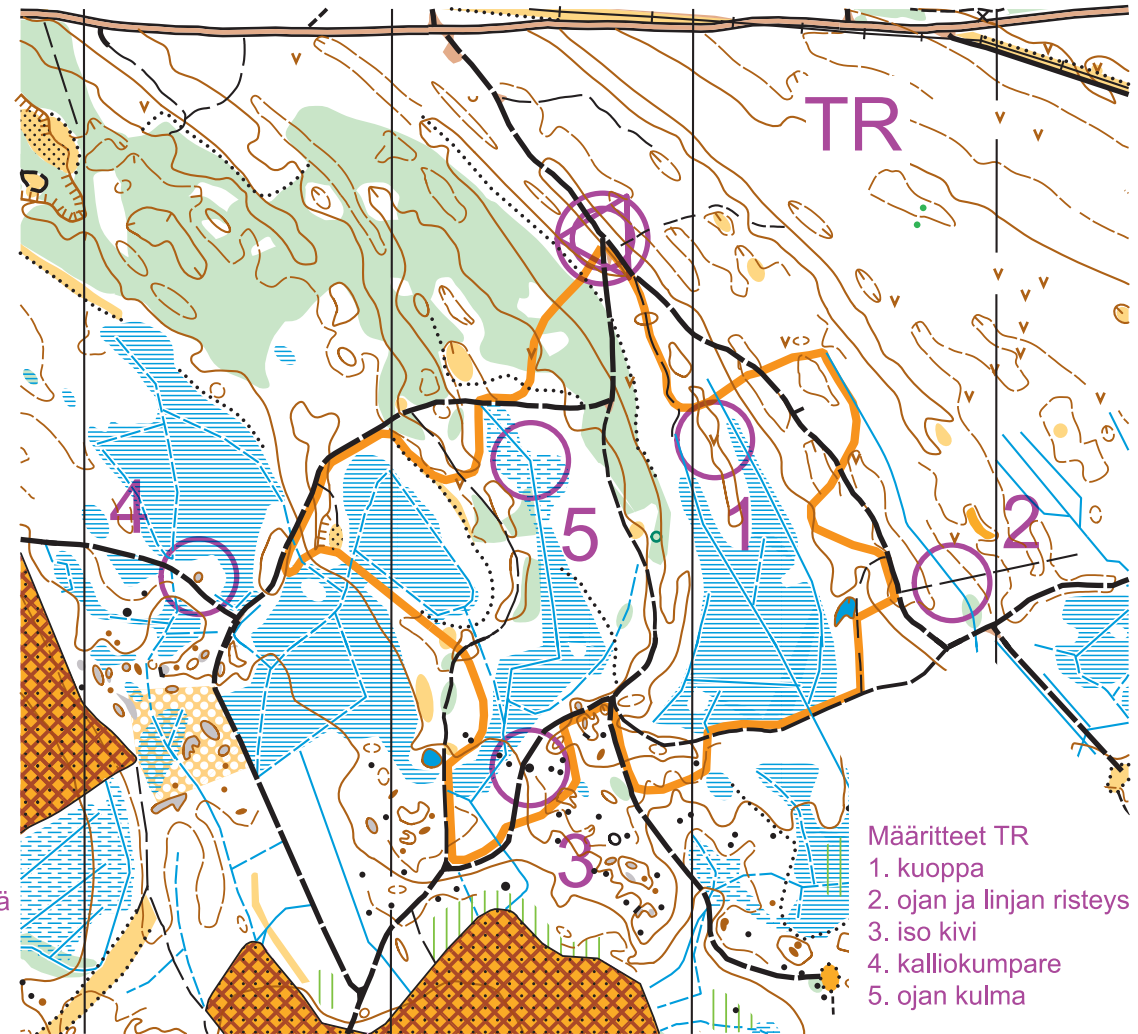 TR
1
2
4
5
3
Määritteet TR
1. kuoppa
2. ojan ja linjan risteys
3. iso kivi
4. kalliokumpare
5. ojan kulma
ä